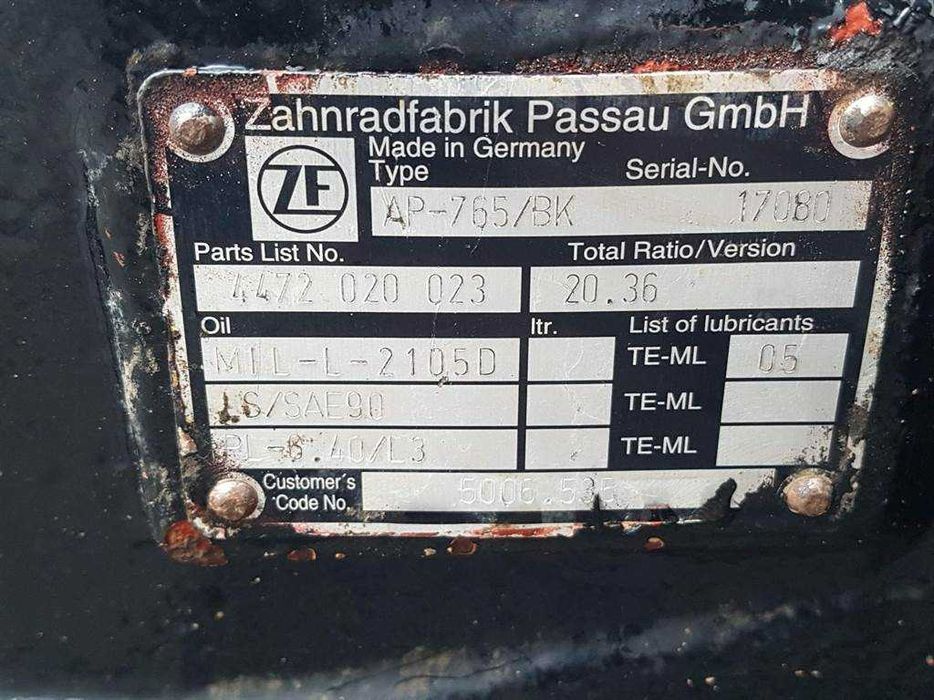 Zahnradfabrik Passau GmbH
ZF
Made in Germany
Type Serial-No.
AP-765/BK 17080
Parts List No. Total Ratio/Version
4472 020 023 20.36
Oil ltr. List of lubricants
MIL-L-2105D TE-ML 05
LS/SAE90 TE-ML
TE-ML
Customer's
Code No. 5006.535